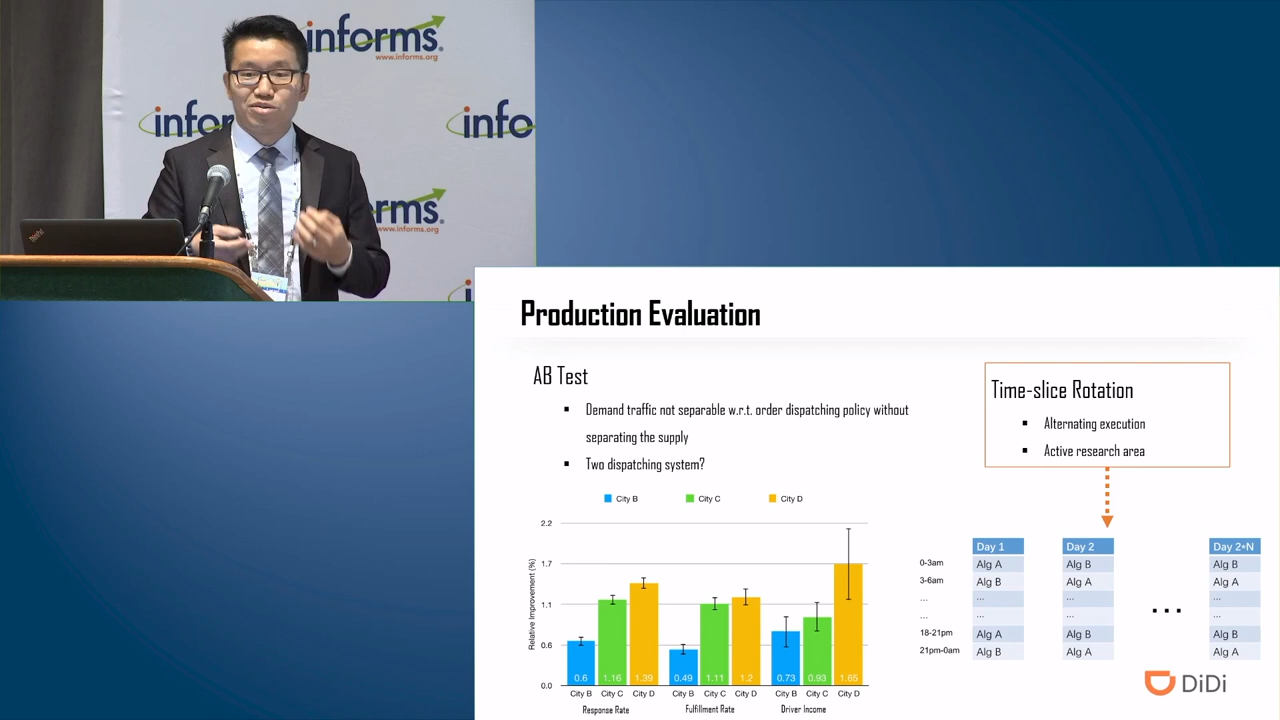 informs
www.informs.org
infor
info
rms
www.informs.org
ThinkPad
Production Evaluation
AB Test
▪ Demand traffic not separable w.r.t. order dispatching policy without
separating the supply
▪ Two dispatching system?
Time-slice Rotation
▪ Alternating execution
▪ Active research area
City B City C City D
Relative Improvement (%)
2.2
1.7
1.1
0.6
0.0
0.6 1.16 1.39 0.49 1.11 1.2 0.73 0.93 1.65
City B City C City D City B City C City D City B City C City D
Response Rate Fulfillment Rate Driver Income
Day 1 Day 2 Day 2*N
0-3am Alg A Alg B Alg B
3-6am Alg B Alg A ... Alg A
... ... ... ...
... ... ... ...
18-21pm Alg A Alg B Alg B
21pm-0am Alg B Alg A Alg A
DiDi